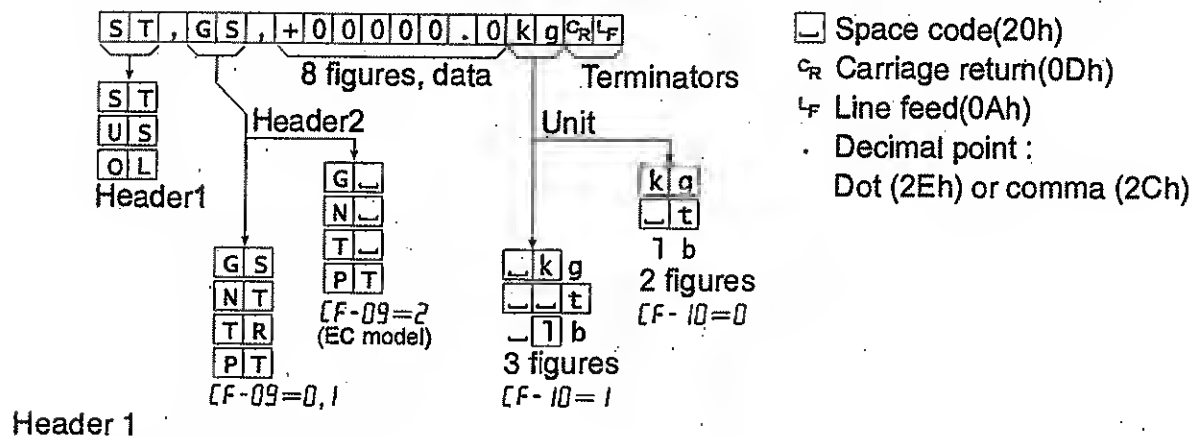 ST,GS,+00000.0kgCRLF
8 figures, data
Terminators
ST
US
OL
Header1
Header2
GS
NT
TR
PT
CF-09=0,1
G␣
N␣
T␣
PT
CF-09=2
(EC model)
Unit
␣kg
␣␣t
␣lb
3 figures
CF-10=1
kg
␣t
lb
2 figures
CF-10=0
␣ Space code(20h)
CR Carriage return(0Dh)
LF Line feed(0Ah)
. Decimal point :
Dot (2Eh) or comma (2Ch)
Header 1